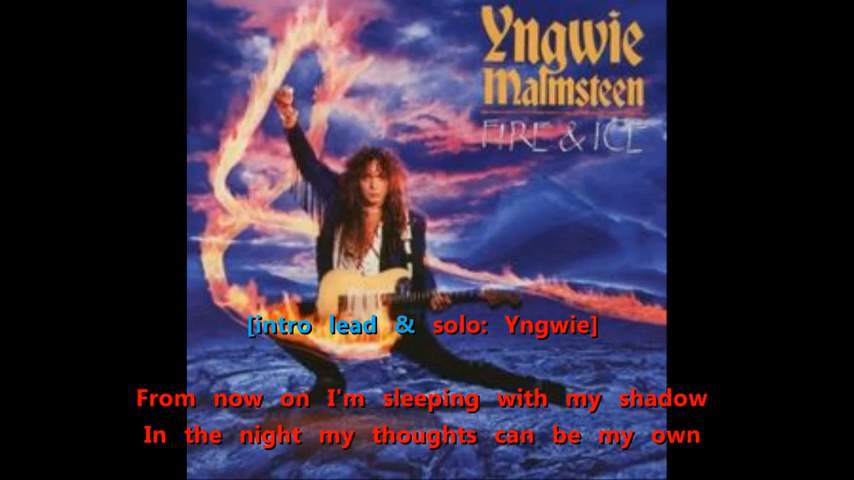 Yngwie
Malmsteen
FIRE & ICE
[intro lead & solo: Yngwie]
From now on I'm sleeping with my shadow
In the night my thoughts can be my own